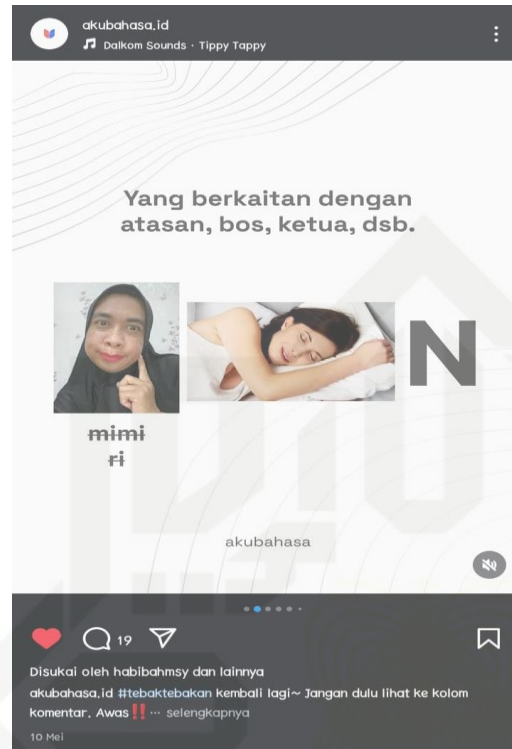 akubahasa.id
Dalkom Sounds · Tippy Tappy
Yang berkaitan dengan
atasan, bos, ketua, dsb.
N
mimi
ri
akubahasa
19
Disukai oleh habibahmsy dan lainnya
akubahasa.id #tebaktebakan kembali lagi~ Jangan dulu lihat ke kolom
komentar. Awas‼️... selengkapnya
10 Mei